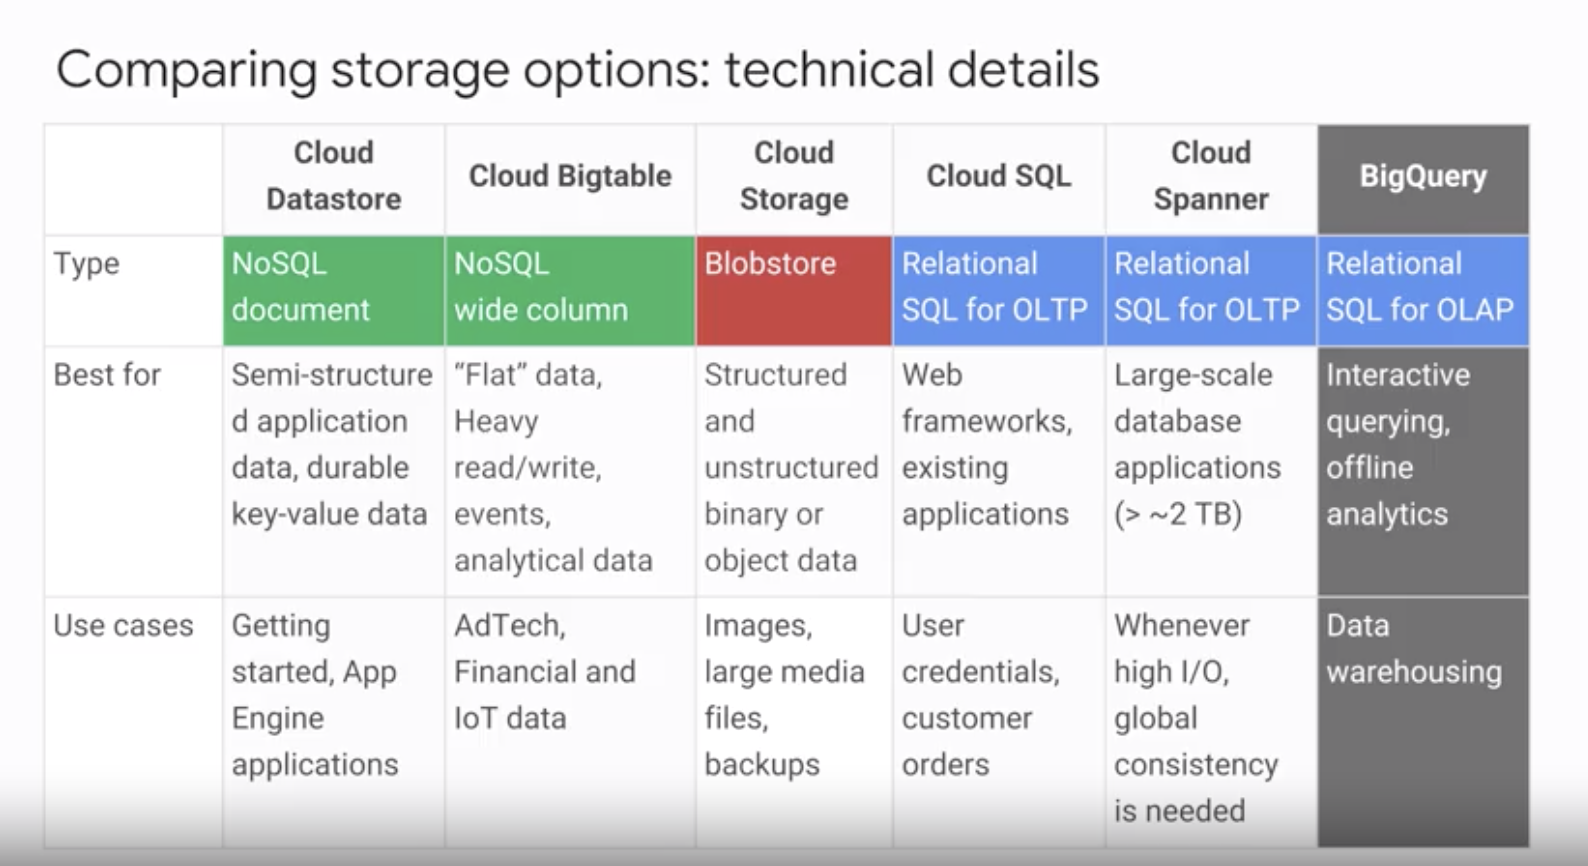 Comparing storage options: technical details
Cloud
Datastore
Cloud Bigtable
Cloud
Storage
Cloud SQL
Cloud
Spanner
BigQuery
Type
NoSQL
document
NoSQL
wide column
Blobstore
Relational
SQL for OLTP
Relational
SQL for OLTP
Relational
SQL for OLAP
Best for
Semi-structure
d application
data, durable
key-value data
“Flat” data,
Heavy
read/write,
events,
analytical data
Structured
and
unstructured
binary or
object data
Web
frameworks,
existing
applications
Large-scale
database
applications
(> ~2 TB)
Interactive
querying,
offline
analytics
Use cases
Getting
started, App
Engine
applications
AdTech,
Financial and
IoT data
Images,
large media
files,
backups
User
credentials,
customer
orders
Whenever
high I/O,
global
consistency
is needed
Data
warehousing